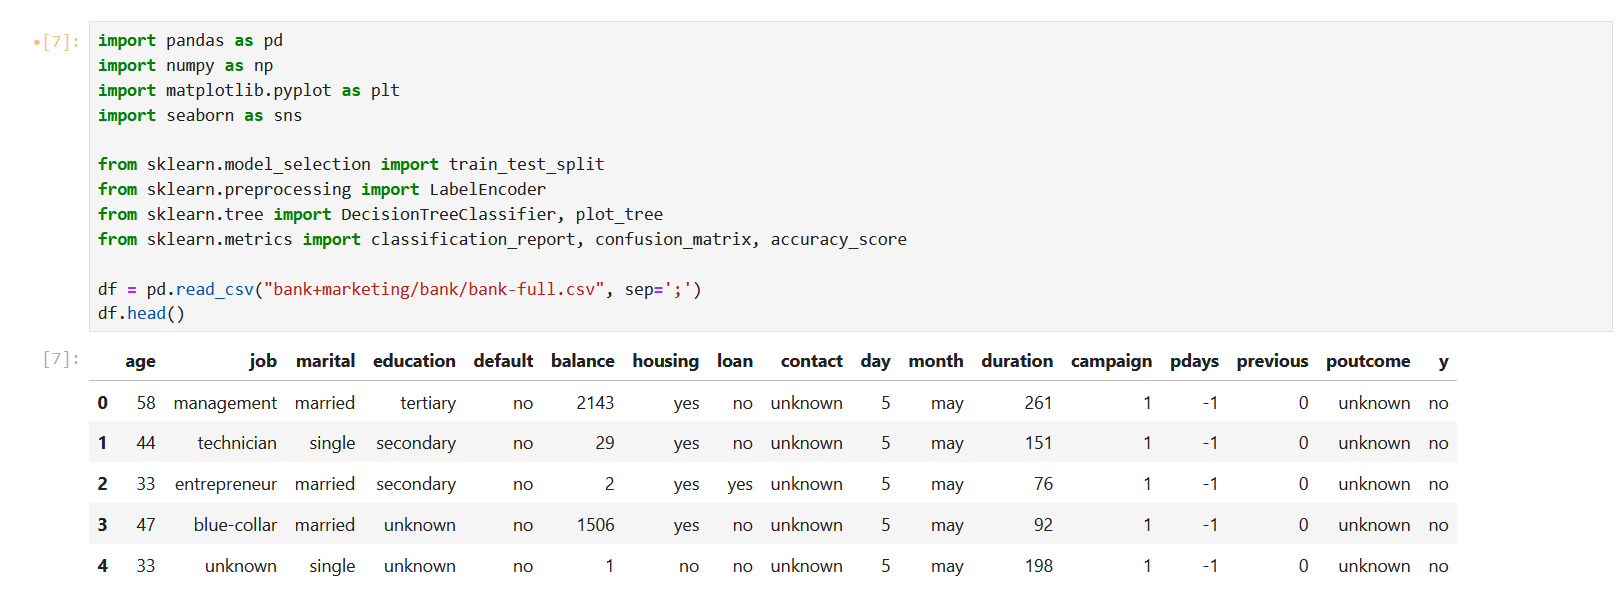 •[7]:
import pandas as pd
import numpy as np
import matplotlib.pyplot as plt
import seaborn as sns
from sklearn.model_selection import train_test_split
from sklearn.preprocessing import LabelEncoder
from sklearn.tree import DecisionTreeClassifier, plot_tree
from sklearn.metrics import classification_report, confusion_matrix, accuracy_score
df = pd.read_csv("bank+marketing/bank/bank-full.csv", sep=';')
df.head()
[7]:
age job marital education default balance housing loan contact day month duration campaign pdays previous poutcome y
0 58 management married tertiary no 2143 yes no unknown 5 may 261 1 -1 0 unknown no
1 44 technician single secondary no 29 yes no unknown 5 may 151 1 -1 0 unknown no
2 33 entrepreneur married secondary no 2 yes yes unknown 5 may 76 1 -1 0 unknown no
3 47 blue-collar married unknown no 1506 yes no unknown 5 may 92 1 -1 0 unknown no
4 33 unknown single unknown no 1 no no unknown 5 may 198 1 -1 0 unknown no